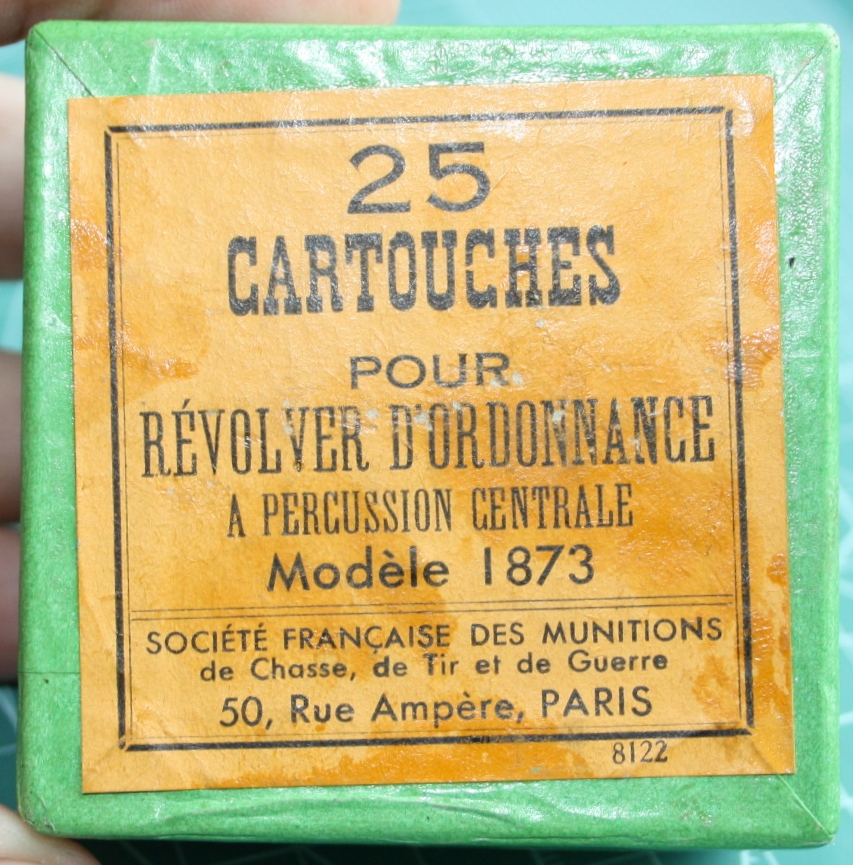 25
CARTOUCHES
POUR
RÉVOLVER D'ORDONNANCE
A PERCUSSION CENTRALE
Modèle 1873
SOCIÉTÉ FRANÇAISE DES MUNITIONS
de Chasse, de Tir et de Guerre
50, Rue Ampère, PARIS
8122